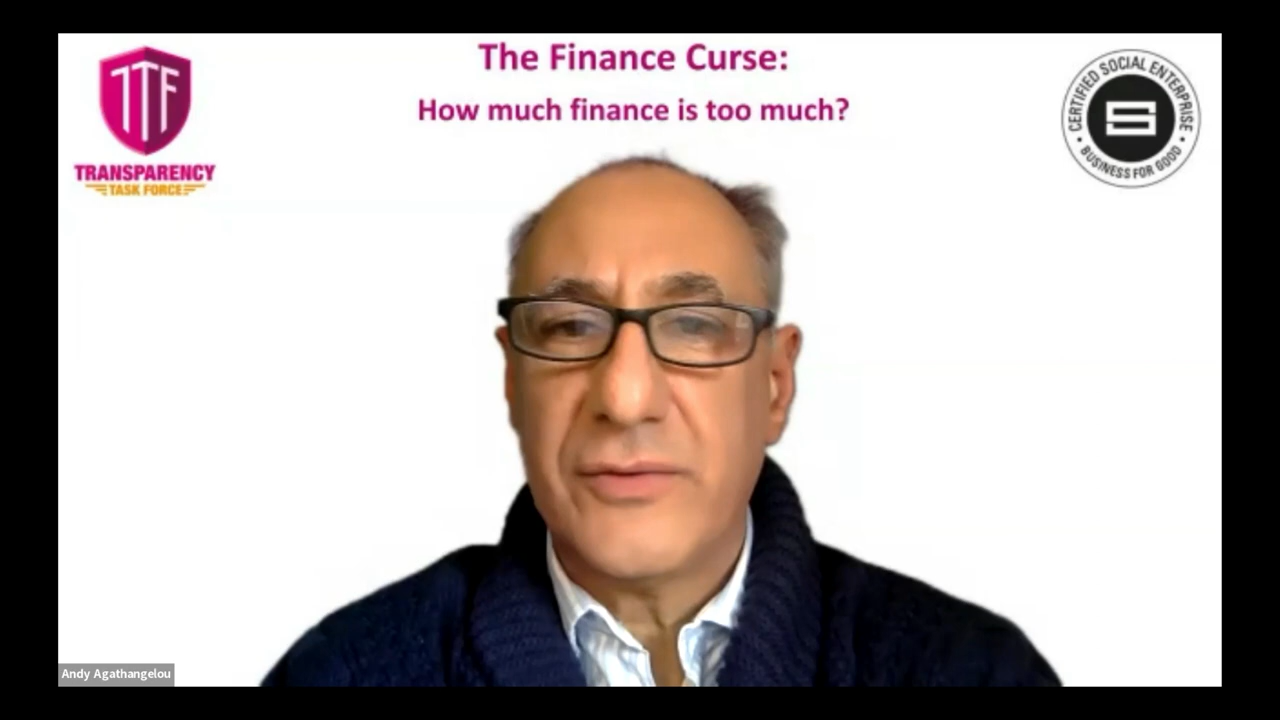 The Finance Curse:
How much finance is too much?
TTF
TRANSPARENCY
TASK FORCE
CERTIFIED SOCIAL ENTERPRISE
• BUSINESS FOR GOOD •
S
Andy Agathangelou